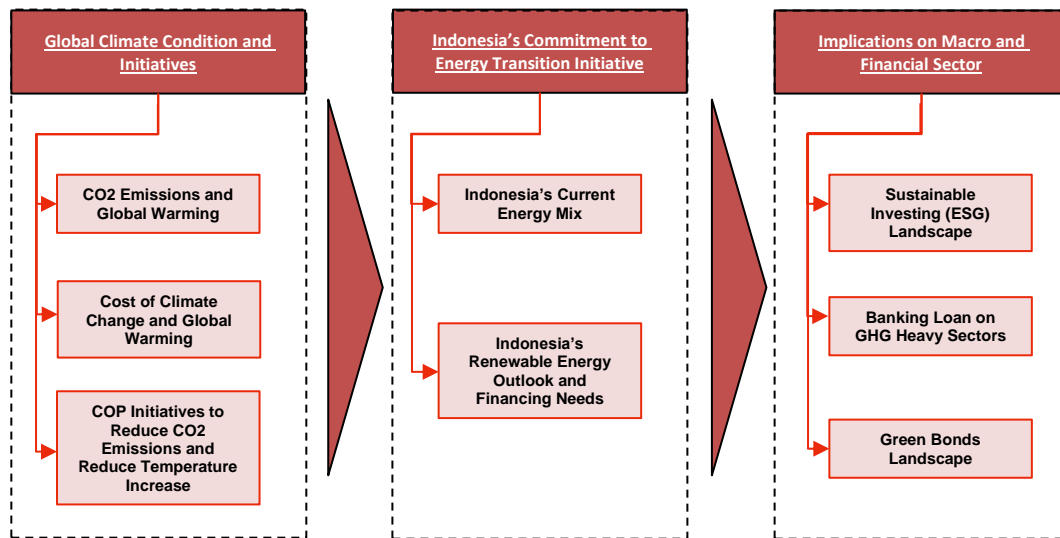 Global Climate Condition and
Initiatives
CO2 Emissions and
Global Warming
Cost of Climate
Change and Global
Warming
COP Initiatives to
Reduce CO2
Emissions and
Reduce Temperature
Increase
Indonesia’s Commitment to
Energy Transition Initiative
Indonesia’s Current
Energy Mix
Indonesia’s
Renewable Energy
Outlook and
Financing Needs
Implications on Macro and
Financial Sector
Sustainable
Investing (ESG)
Landscape
Banking Loan on
GHG Heavy Sectors
Green Bonds
Landscape